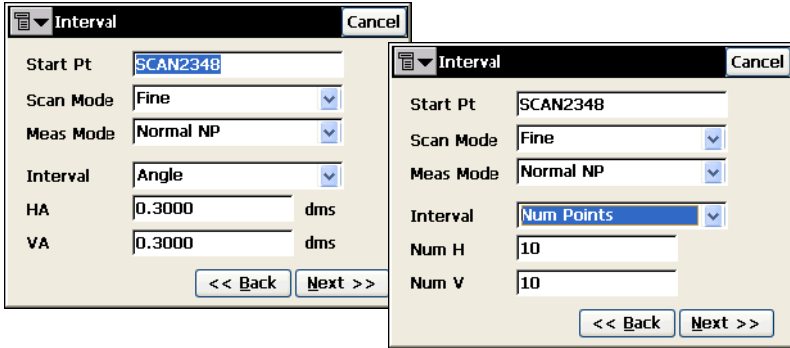 Interval Cancel
Start Pt SCAN2348
Scan Mode Fine
Meas Mode Normal NP
Interval Angle
HA 0.3000 dms
VA 0.3000 dms
<< Back Next >>
Interval Cancel
Start Pt SCAN2348
Scan Mode Fine
Meas Mode Normal NP
Interval Num Points
Num H 10
Num V 10
<< Back Next >>